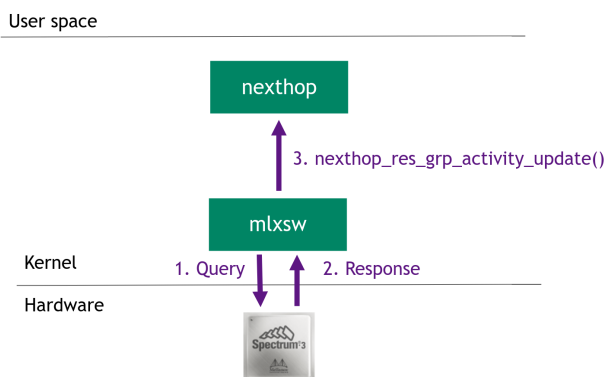 User space
nexthop
3. nexthop_res_grp_activity_update()
mlxsw
Kernel
1. Query
2. Response
Hardware
Spectrum-3